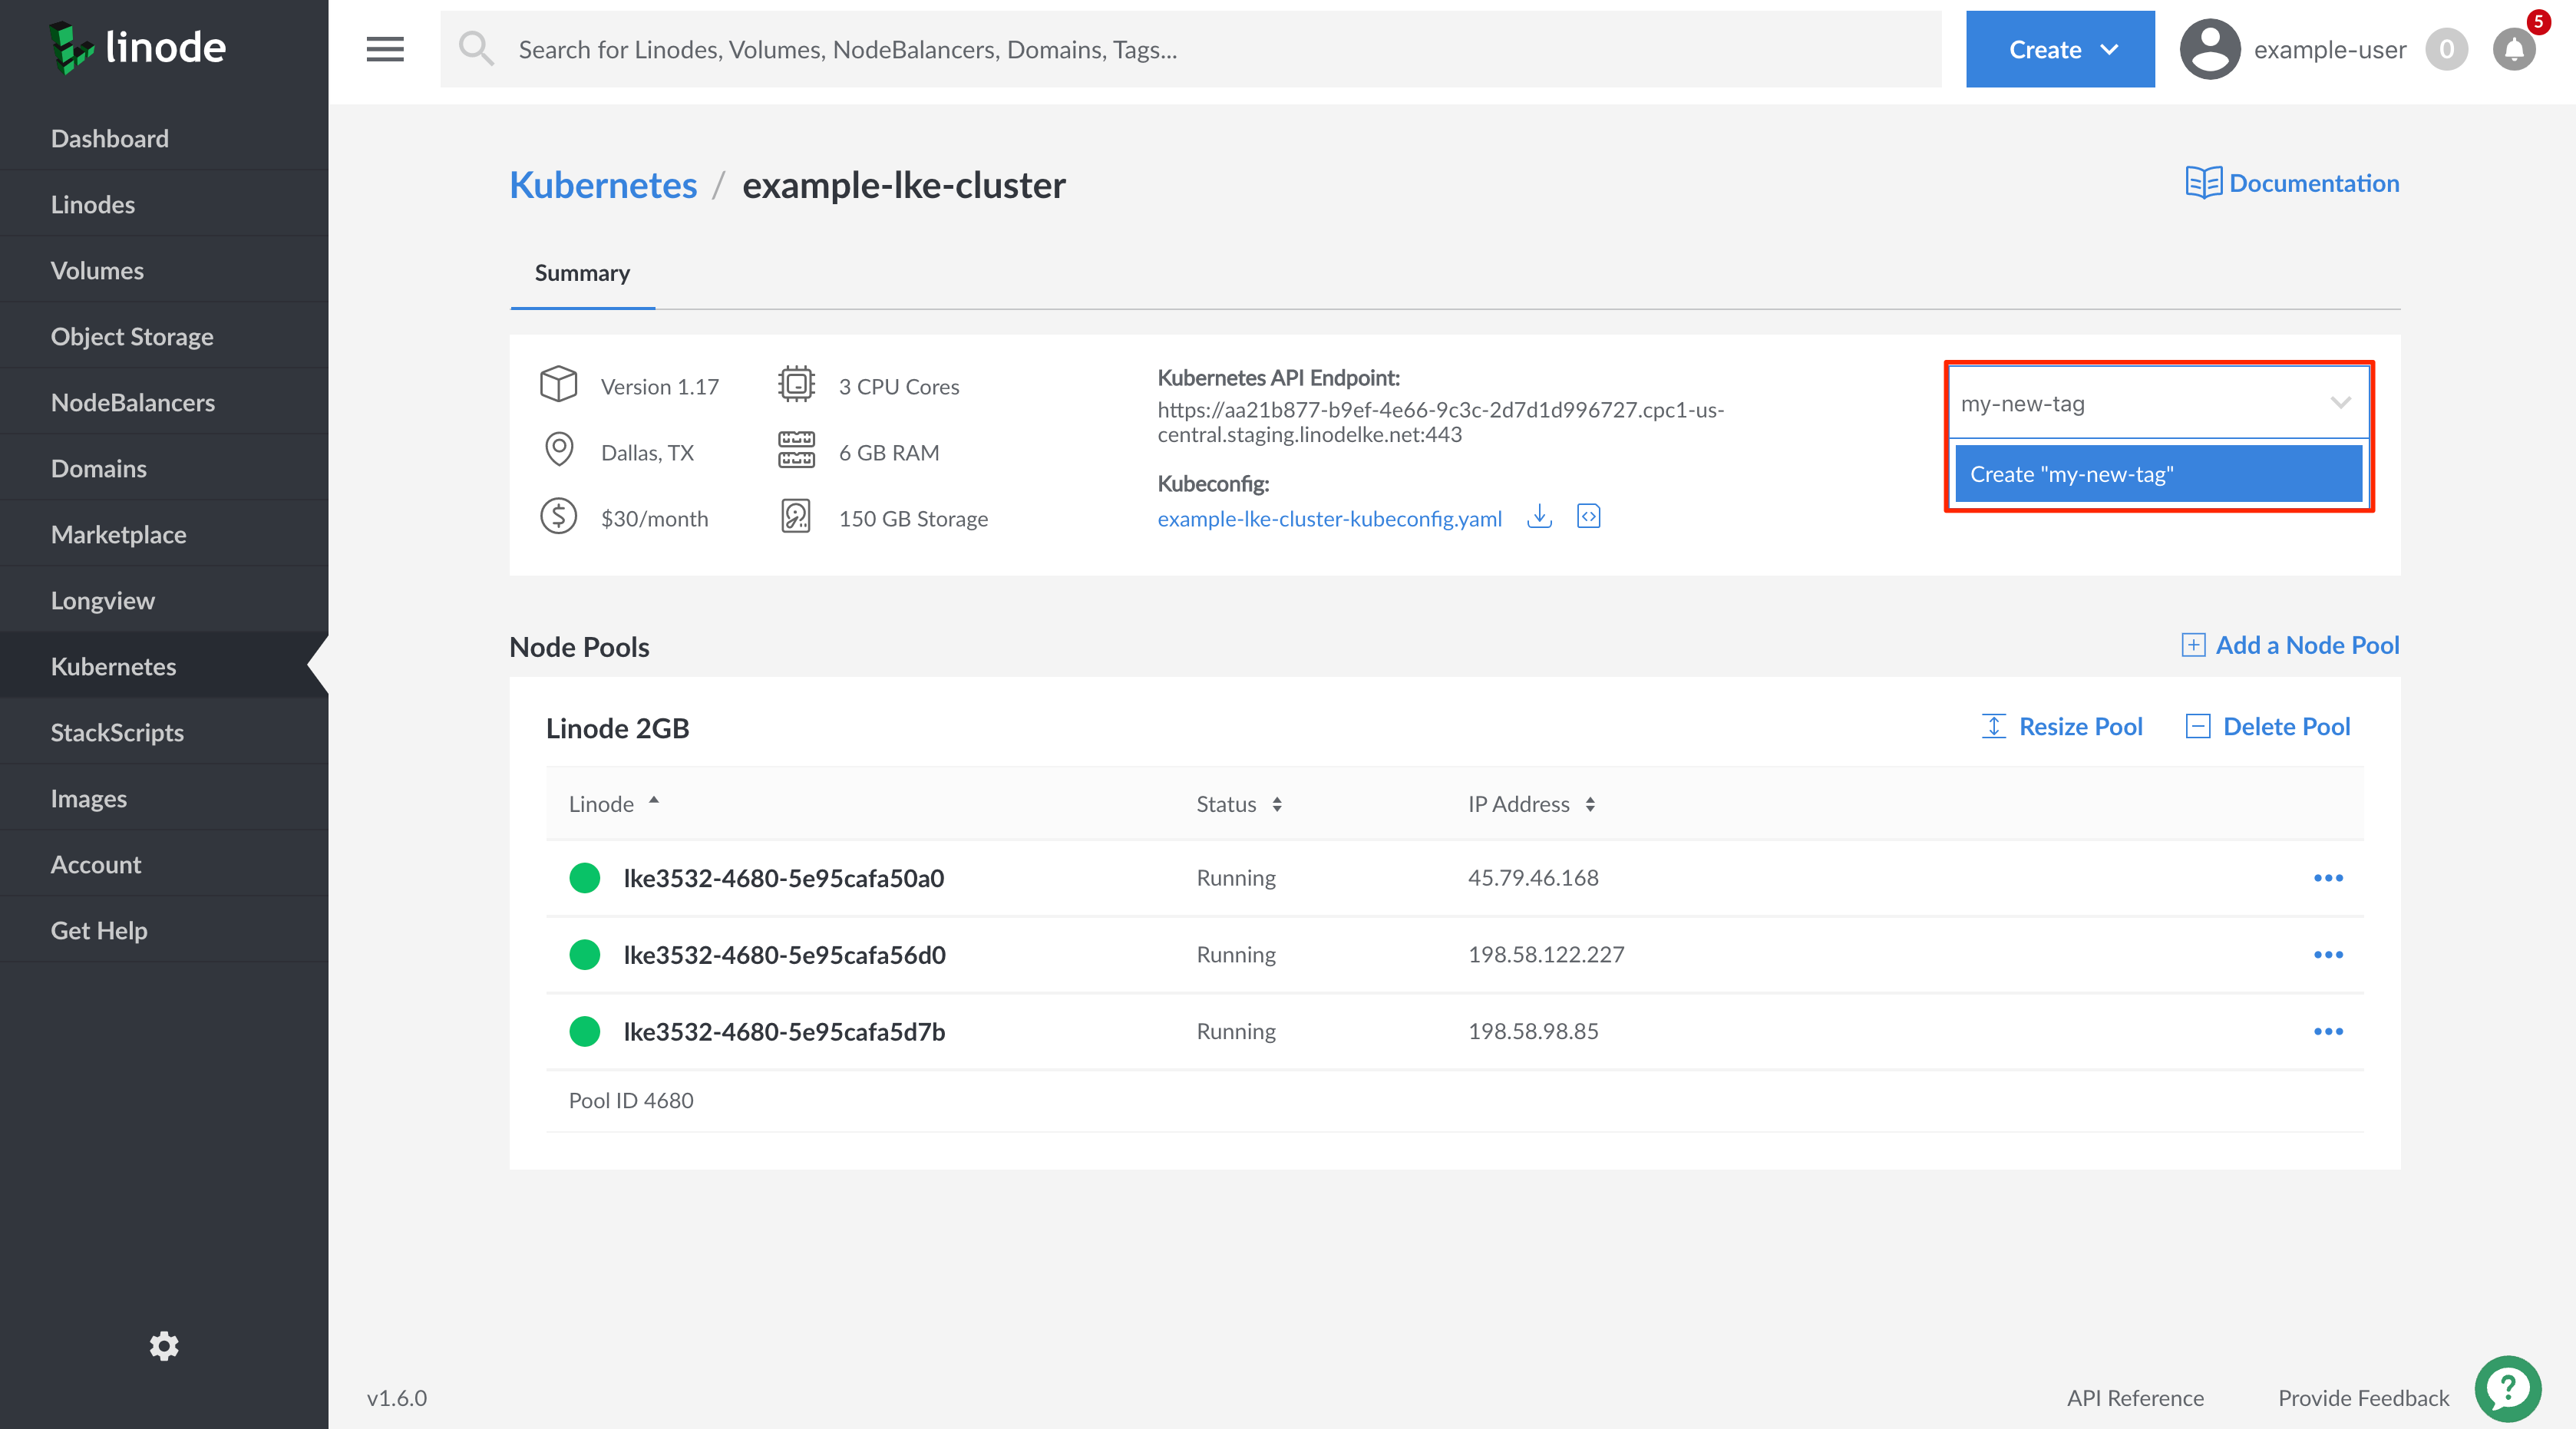 linode
Search for Linodes, Volumes, NodeBalancers, Domains, Tags...
Create
example-user
0
5
Dashboard
Linodes
Volumes
Object Storage
NodeBalancers
Domains
Marketplace
Longview
Kubernetes
StackScripts
Images
Account
Get Help
Kubernetes / example-lke-cluster
Documentation
Summary
Version 1.17
3 CPU Cores
Dallas, TX
6 GB RAM
$30/month
150 GB Storage
Kubernetes API Endpoint:
https://aa21b877-b9ef-4e66-9c3c-2d7d1d996727.cpc1-us-
central.staging.linodelke.net:443
Kubeconfig:
example-lke-cluster-kubeconfig.yaml
my-new-tag
Create "my-new-tag"
Node Pools
Add a Node Pool
Linode 2GB
Resize Pool
Delete Pool
Linode Status IP Address
lke3532-4680-5e95cafa50a0 Running 45.79.46.168
lke3532-4680-5e95cafa56d0 Running 198.58.122.227
lke3532-4680-5e95cafa5d7b Running 198.58.98.85
Pool ID 4680
v1.6.0
API Reference
Provide Feedback